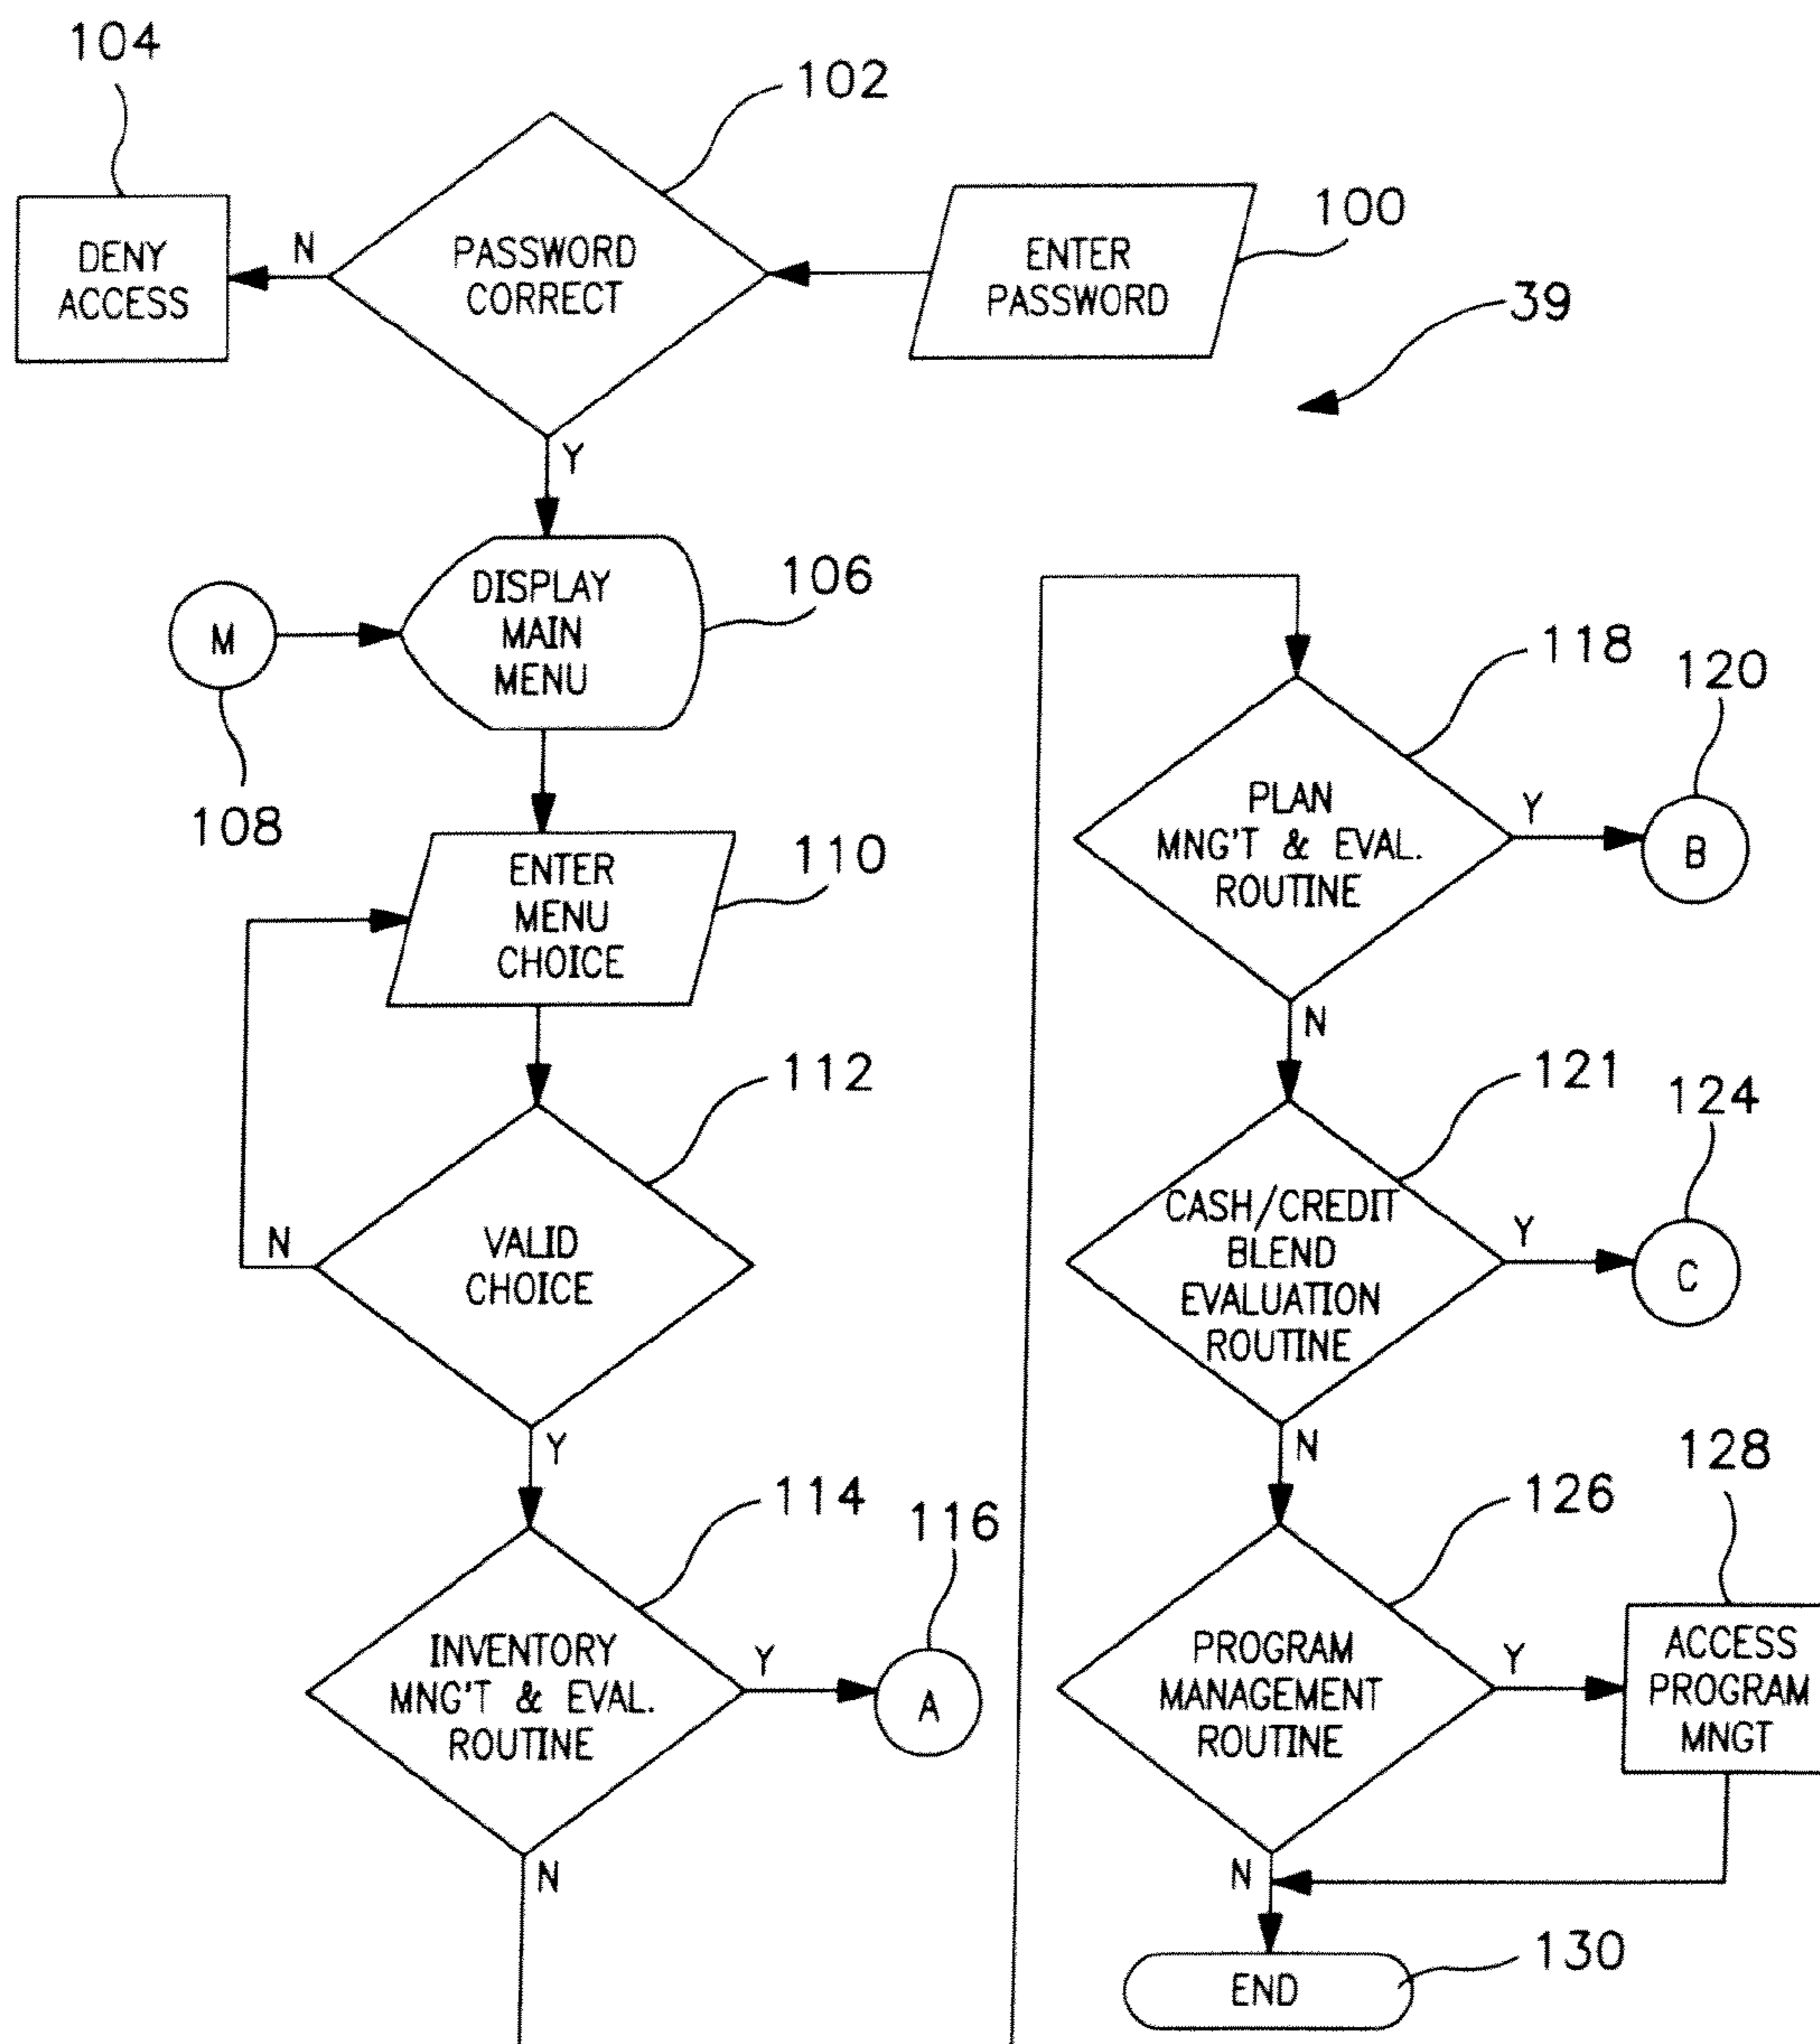 104
102
100
DENY
ACCESS
N
PASSWORD
CORRECT
ENTER
PASSWORD
39
Y
M
108
DISPLAY
MAIN
MENU
106
ENTER
MENU
CHOICE
110
112
N
VALID
CHOICE
Y
114
116
INVENTORY
MNG'T & EVAL.
ROUTINE
Y
A
N
118
120
PLAN
MNG'T & EVAL.
ROUTINE
Y
B
N
121
124
CASH/CREDIT
BLEND
EVALUATION
ROUTINE
Y
C
N
126
128
PROGRAM
MANAGEMENT
ROUTINE
Y
ACCESS
PROGRAM
MNGT
N
END
130